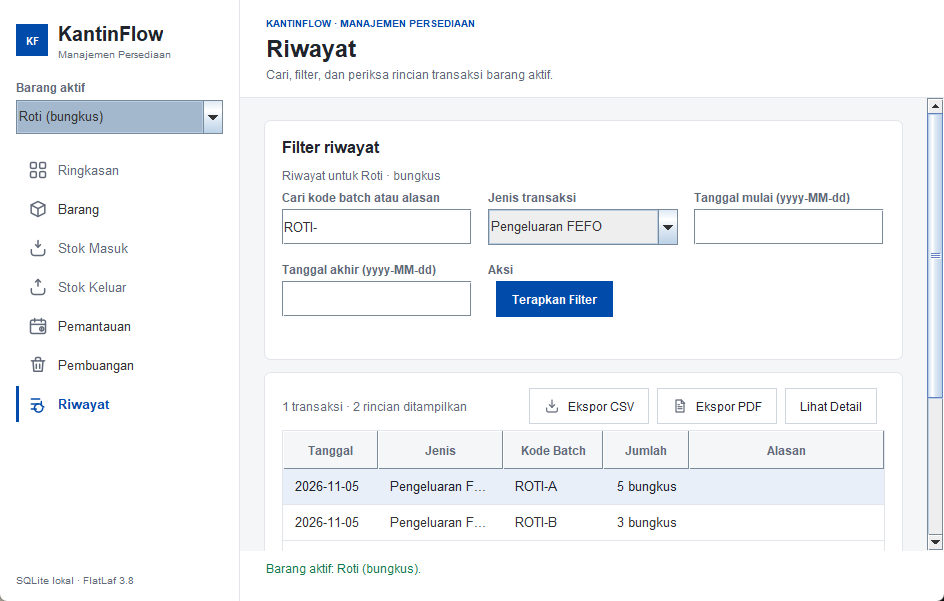 KF
KantinFlow
Manajemen Persediaan
Barang aktif
Roti (bungkus)
Ringkasan
Barang
Stok Masuk
Stok Keluar
Pemantauan
Pembuangan
Riwayat
SQLite lokal · FlatLaf 3.8
KANTINFLOW · MANAJEMEN PERSEDIAAN
Riwayat
Cari, filter, dan periksa rincian transaksi barang aktif.
Filter riwayat
Riwayat untuk Roti · bungkus
Cari kode batch atau alasan Jenis transaksi Tanggal mulai (yyyy-MM-dd)
ROTI- Pengeluaran FEFO
Tanggal akhir (yyyy-MM-dd) Aksi
Terapkan Filter
1 transaksi · 2 rincian ditampilkan Ekspor CSV Ekspor PDF Lihat Detail
Tanggal Jenis Kode Batch Jumlah Alasan
2026-11-05 Pengeluaran F... ROTI-A 5 bungkus
2026-11-05 Pengeluaran F... ROTI-B 3 bungkus
Barang aktif: Roti (bungkus).